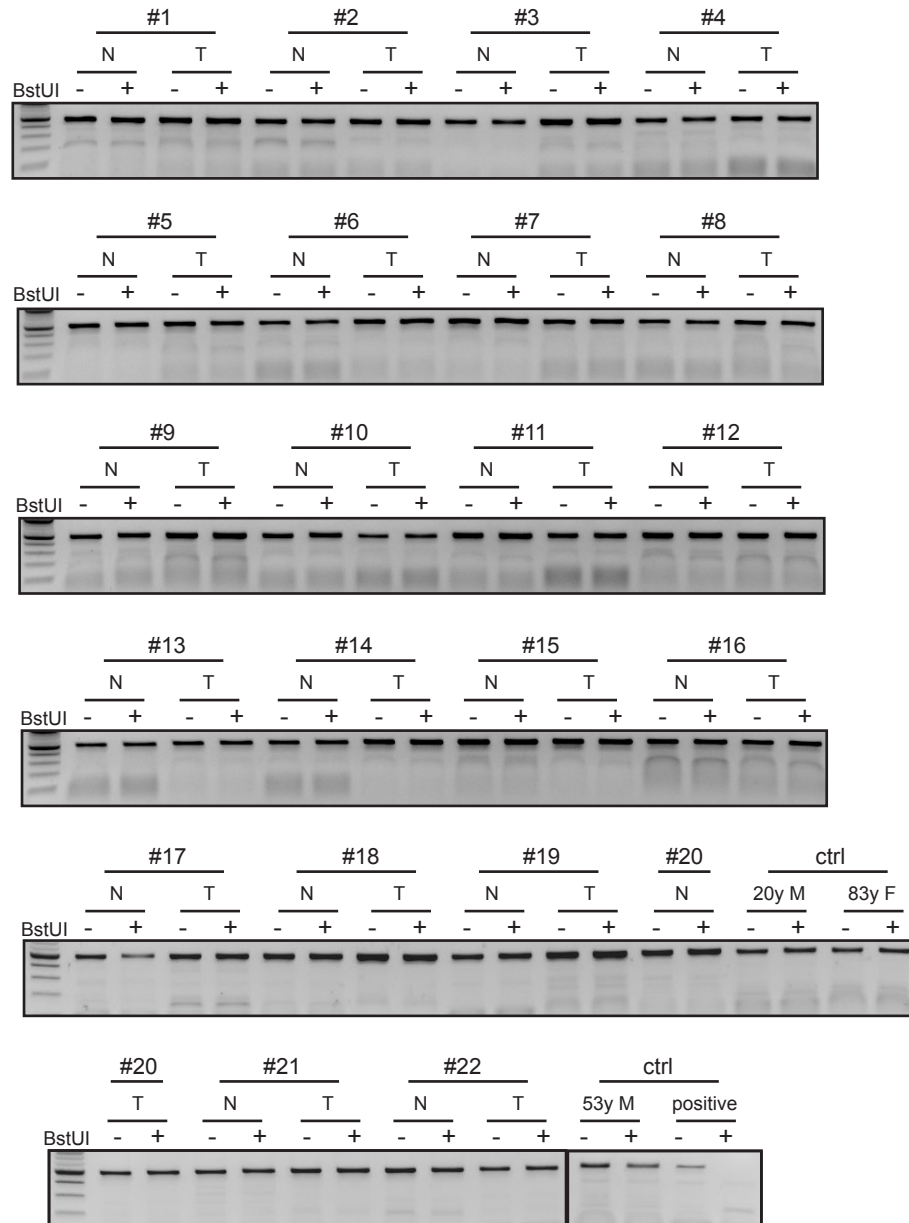 #1 #2 #3 #4
N T N T N T N T
BstUI - + - + - + - + - + - + - + - +
#5 #6 #7 #8
N T N T N T N T
BstUI - + - + - + - + - + - + - + - +
#9 #10 #11 #12
N T N T N T N T
BstUI - + - + - + - + - + - + - + - +
#13 #14 #15 #16
N T N T N T N T
BstUI - + - + - + - + - + - + - + - +
#17 #18 #19 #20 ctrl
N T N T N T N 20y M 83y F
BstUI - + - + - + - + - + - + - + - + - +
#20 #21 #22 ctrl
T N T N T 53y M positive
BstUI - + - + - + - + - + - + - +